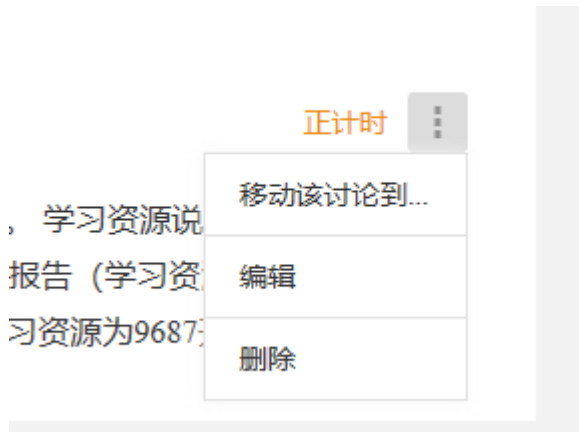 正计时
移动该讨论到...
。 学习资源说
编辑
报告（学习资
习资源为9687
删除